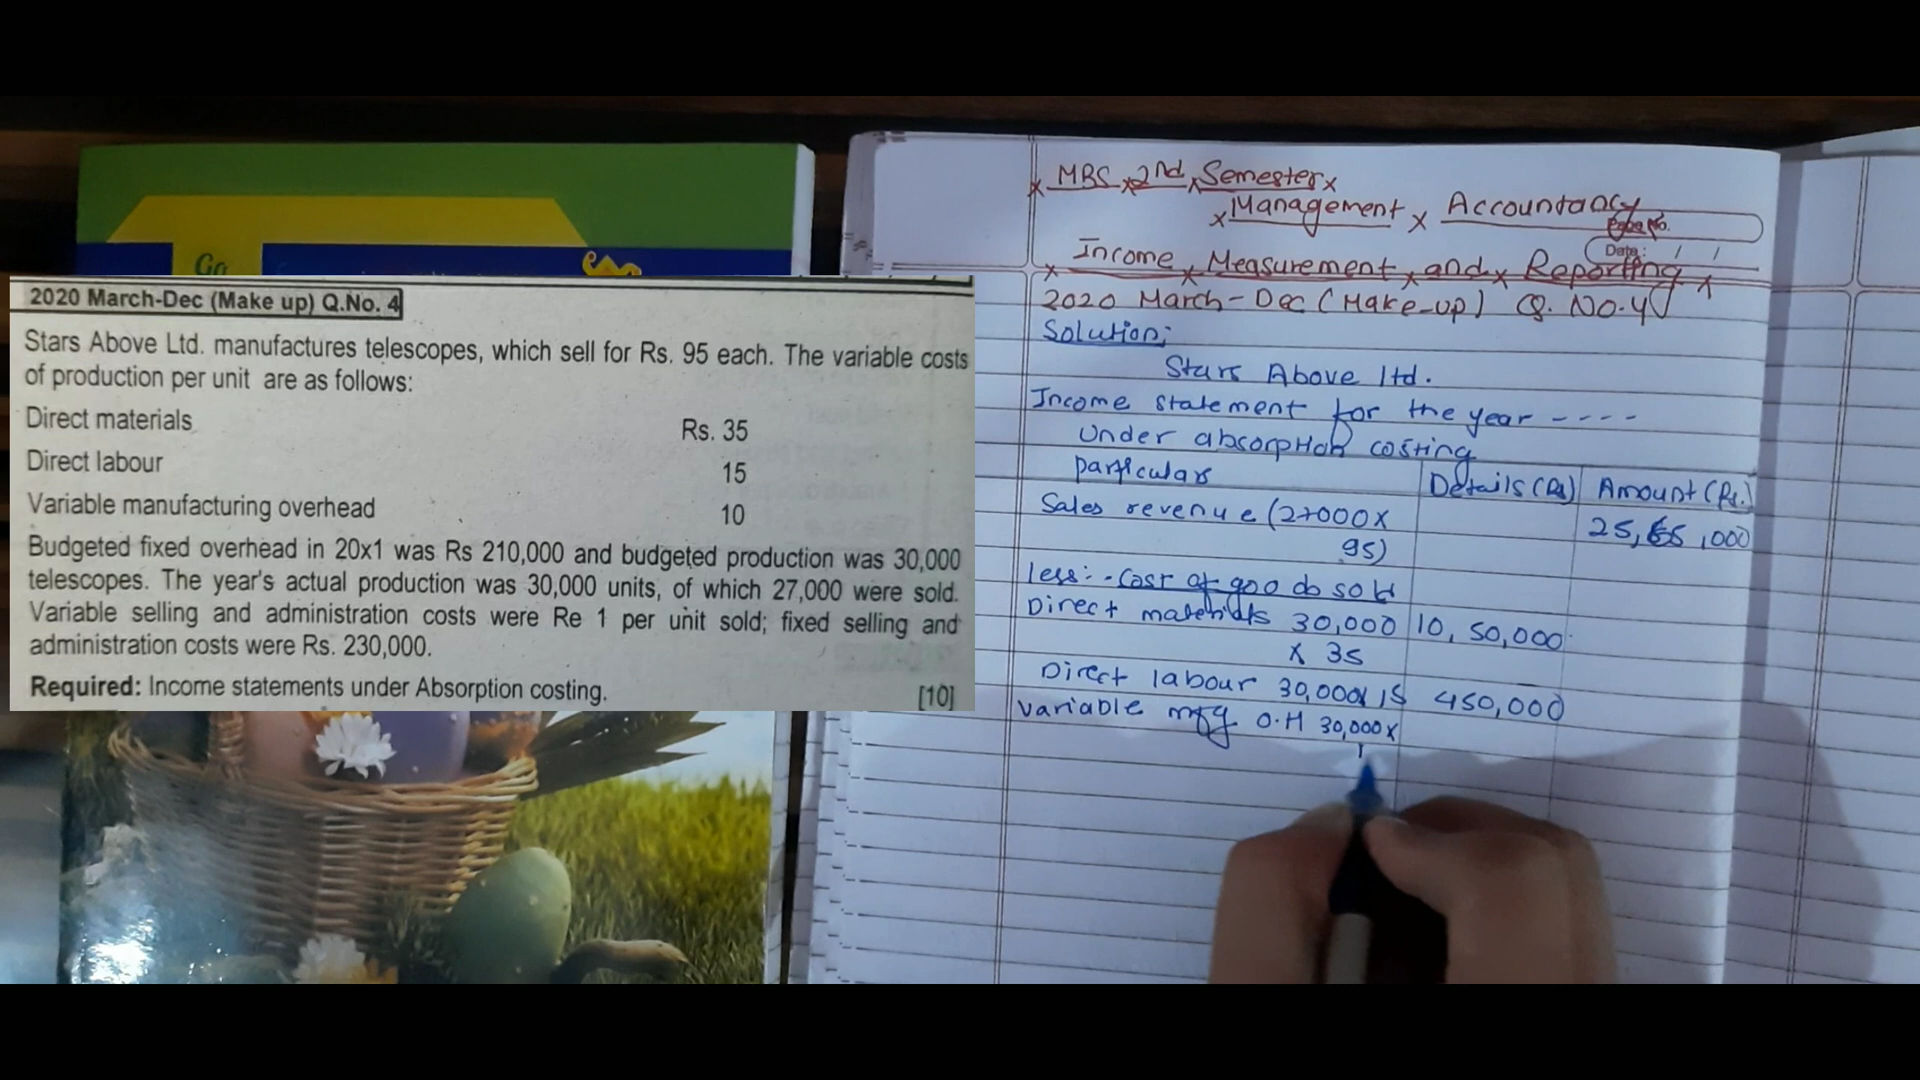 Go
2020 March-Dec (Make up) Q.No. 4
Stars Above Ltd. manufactures telescopes, which sell for Rs. 95 each. The variable costs
of production per unit are as follows:
Direct materials Rs. 35
Direct labour 15
Variable manufacturing overhead 10
Budgeted fixed overhead in 20x1 was Rs 210,000 and budgeted production was 30,000
telescopes. The year's actual production was 30,000 units, of which 27,000 were sold.
Variable selling and administration costs were Re 1 per unit sold; fixed selling and
administration costs were Rs. 230,000.
Required: Income statements under Absorption costing. [10]
MBS 2nd Semester
Management Accountancy
Page No.
Date: / /
Income Measurement and Reporting
2020 March-Dec (Make-up) Q. No. 4
Solution:
Stars Above ltd.
Income statement for the year ----
Under absorption costing
particulars Details (Rs) Amount (Rs.)
Sales revenue (27000x 25,65,000
95)
less:- cost of goods sold
Direct materials 30,000 10,50,000
x 35
Direct labour 30,000x15 450,000
variable mfg O.H 30,000x
1